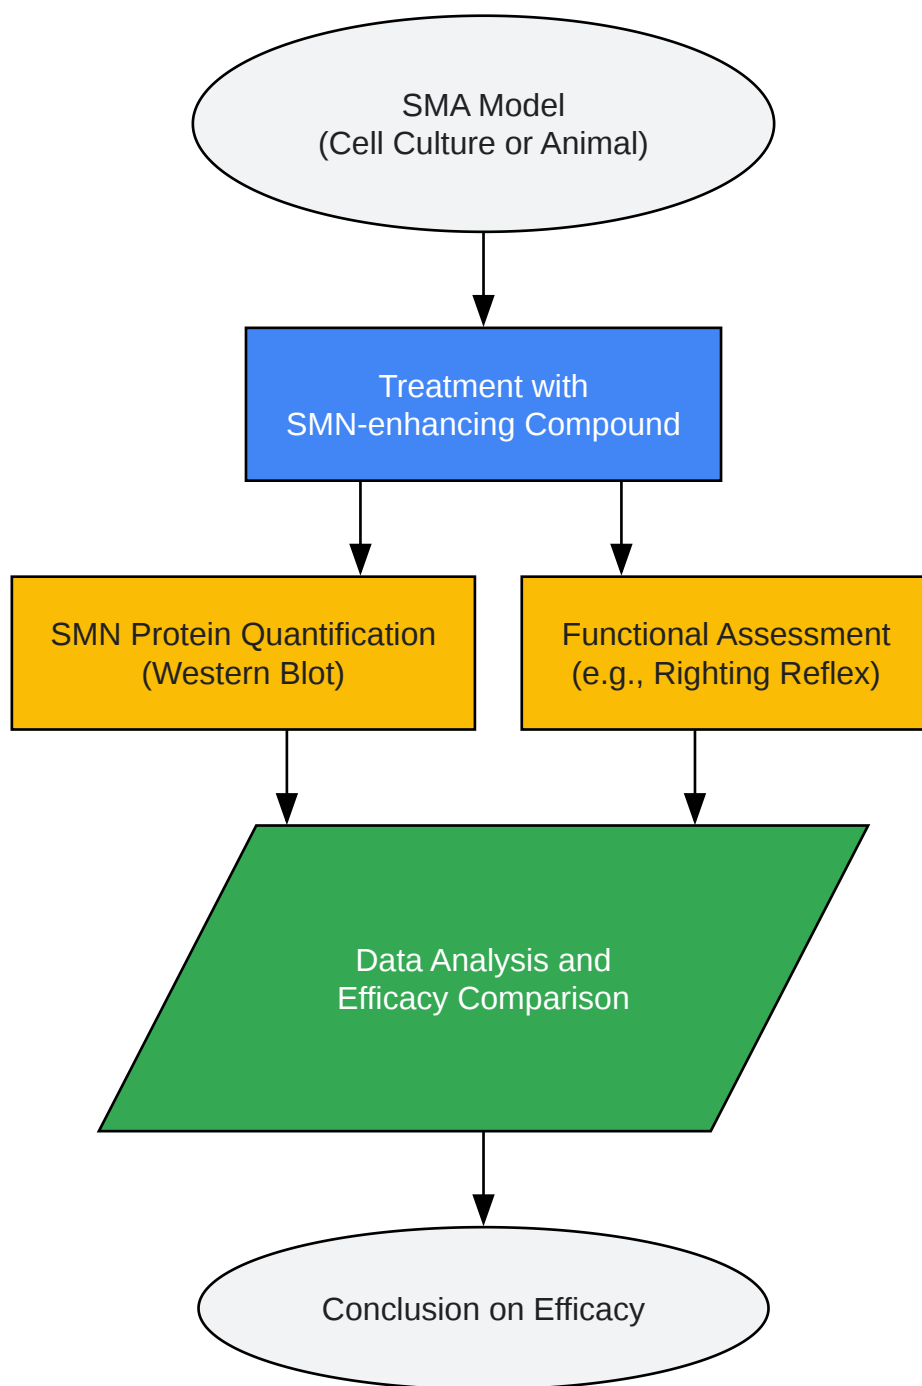 SMA Model
(Cell Culture or Animal)
Treatment with
SMN-enhancing Compound
SMN Protein Quantification
(Western Blot)
Functional Assessment
(e.g., Righting Reflex)
Data Analysis and
Efficacy Comparison
Conclusion on Efficacy